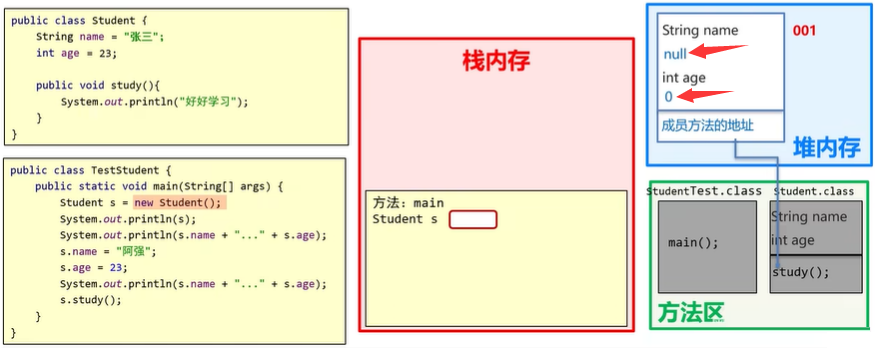 public class Student {
String name = "张三";
int age = 23;
public void study(){
System.out.println("好好学习");
}
}
public class TestStudent {
public static void main(String[] args) {
Student s = new Student();
System.out.println(s);
System.out.println(s.name + "..." + s.age);
s.name = "阿强";
s.age = 23;
System.out.println(s.name + "..." + s.age);
s.study();
}
}
栈内存
方法: main
Student s
String name
001
null
int age
0
成员方法的地址
堆内存
StudentTest.class
Student.class
main();
String name
int age
study();
方法区